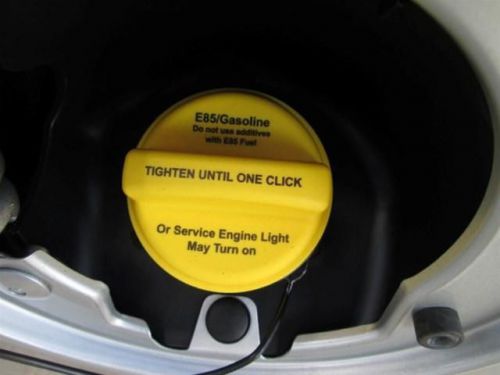 E85/Gasoline
Do not use additives
with E85 Fuel
TIGHTEN UNTIL ONE CLICK
Or Service Engine Light
May Turn on